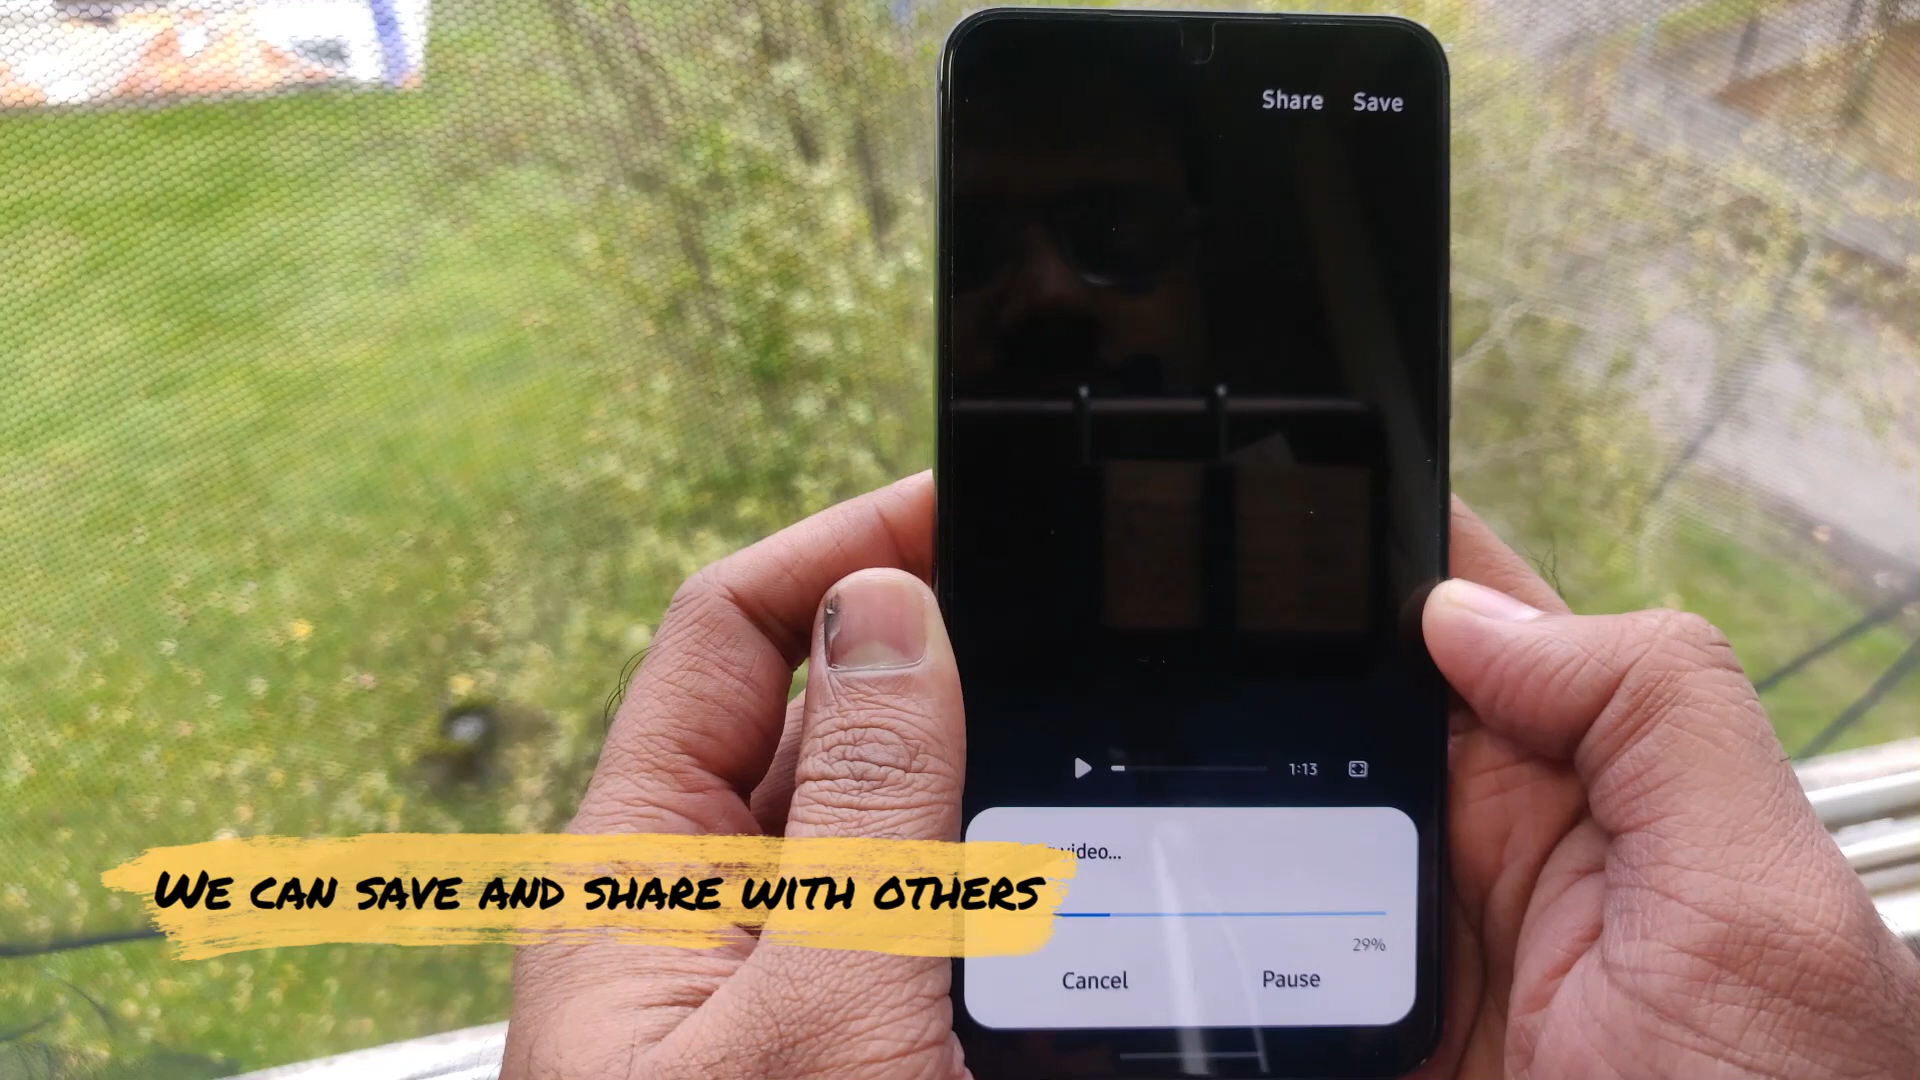 Share Save
1:13
video...
WE CAN SAVE AND SHARE WITH OTHERS
29%
Cancel Pause